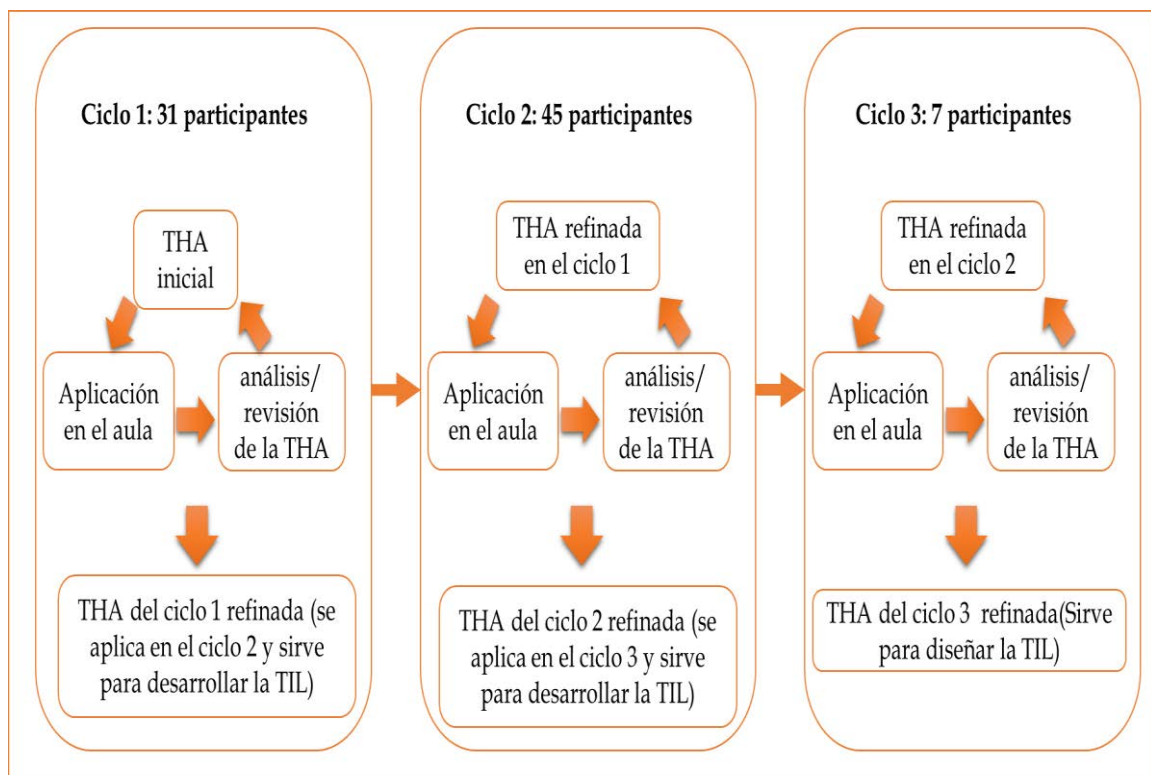 Ciclo 1: 31 participantes
THA
inicial
Aplicación
en el aula
análisis/
revisión
de la THA
THA del ciclo 1 refinada (se
aplica en el ciclo 2 y sirve
para desarrollar la TIL)
Ciclo 2: 45 participantes
THA refinada
en el ciclo 1
Aplicación
en el aula
análisis/
revisión
de la THA
THA del ciclo 2 refinada (se
aplica en el ciclo 3 y sirve
para desarrollar la TIL)
Ciclo 3: 7 participantes
THA refinada
en el ciclo 2
Aplicación
en el aula
análisis/
revisión
de la THA
THA del ciclo 3 refinada(Sirve
para diseñar la TIL)